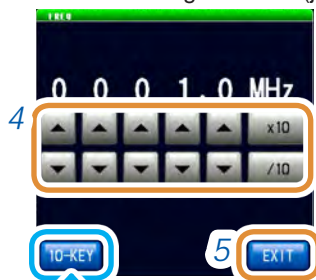 FREQ
0 0 0 1.0 MHz
4
▲ ▲ ▲ ▲ ▲ x10
▼ ▼ ▼ ▼ ▼ /10
10-KEY 5 EXIT